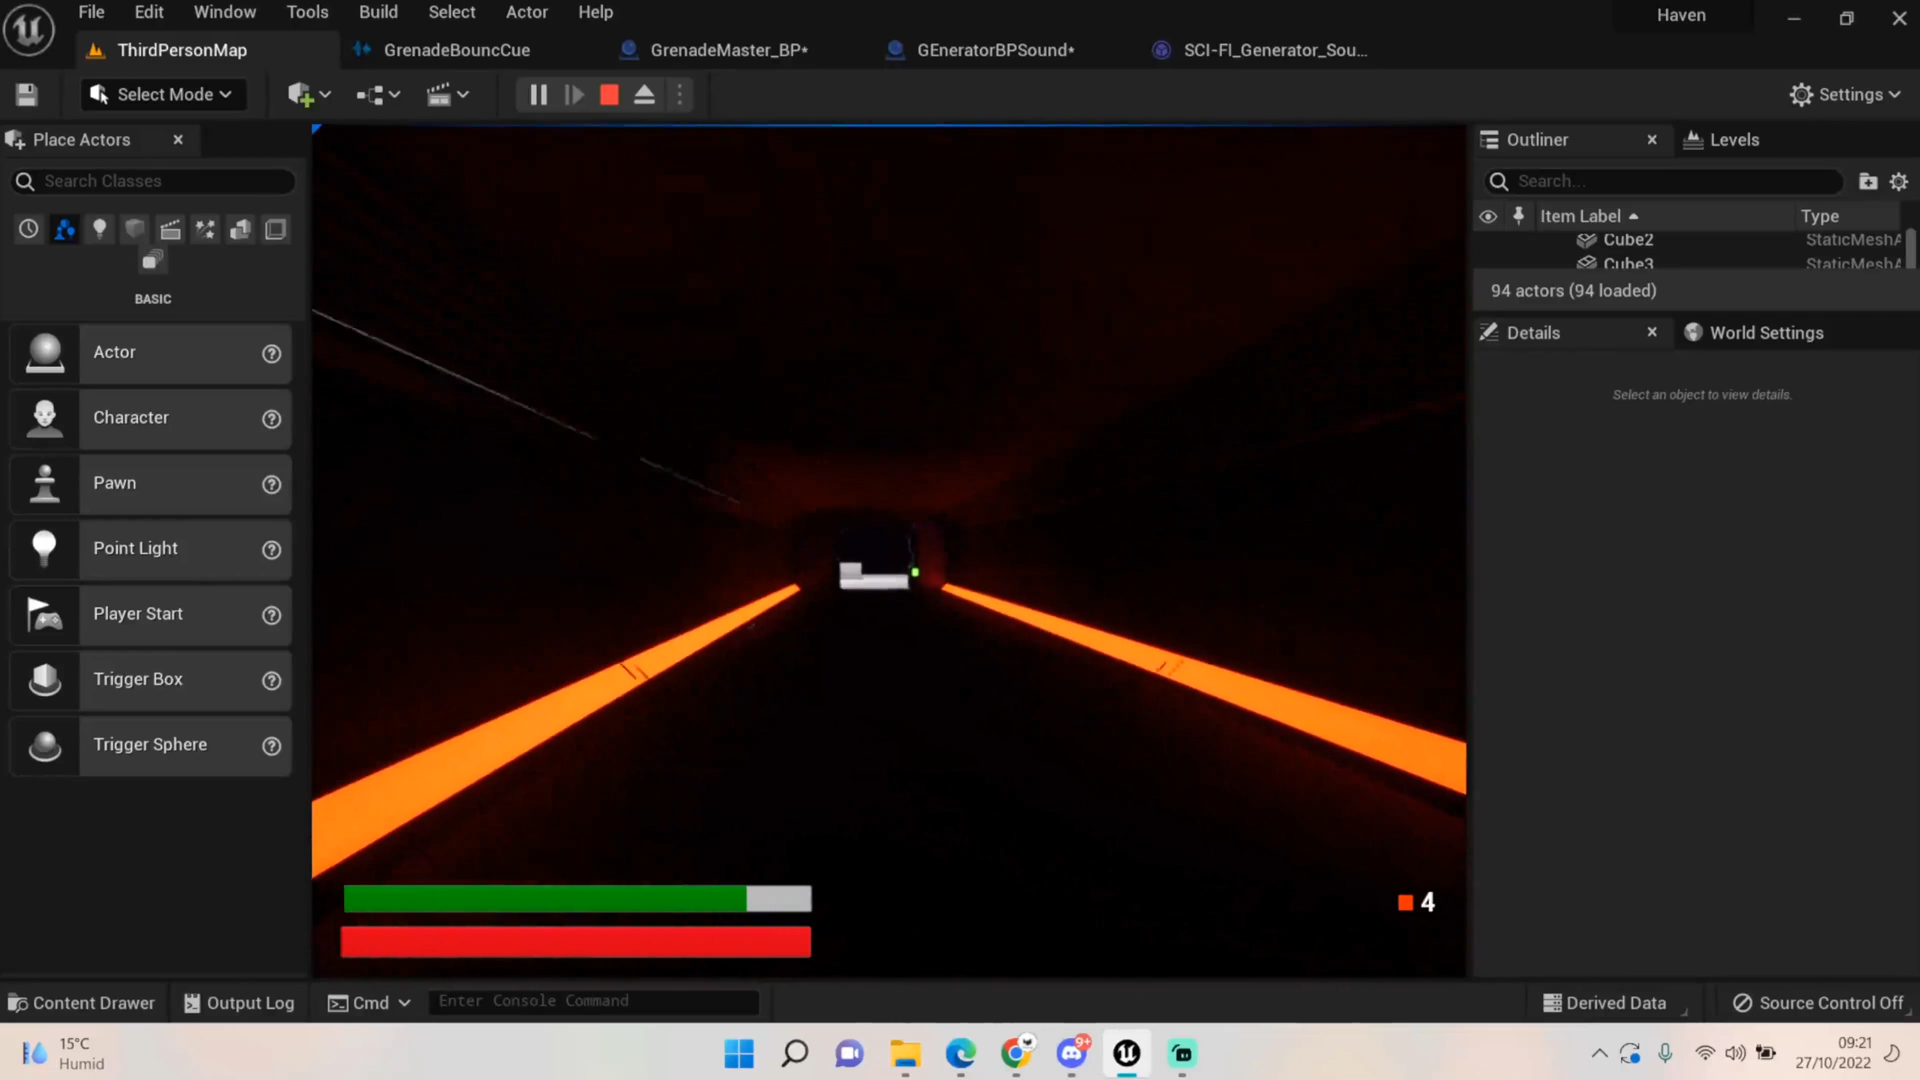 File Edit Window Tools Build Select Actor Help
Haven
ThirdPersonMap
GrenadeBouncCue
GrenadeMaster_BP*
GEneratorBPSound*
SCI-FI_Generator_Sou...
Select Mode
Settings
Place Actors
Search Classes
BASIC
Actor
Character
Pawn
Point Light
Player Start
Trigger Box
Trigger Sphere
4
Outliner
Levels
Search...
Item Label
Type
Cube2
StaticMeshA
Cube3
StaticMeshA
94 actors (94 loaded)
Details
World Settings
Select an object to view details.
Content Drawer
Output Log
Cmd
Enter Console Command
Derived Data
Source Control Off
15°C
Humid
9+
09:21
27/10/2022